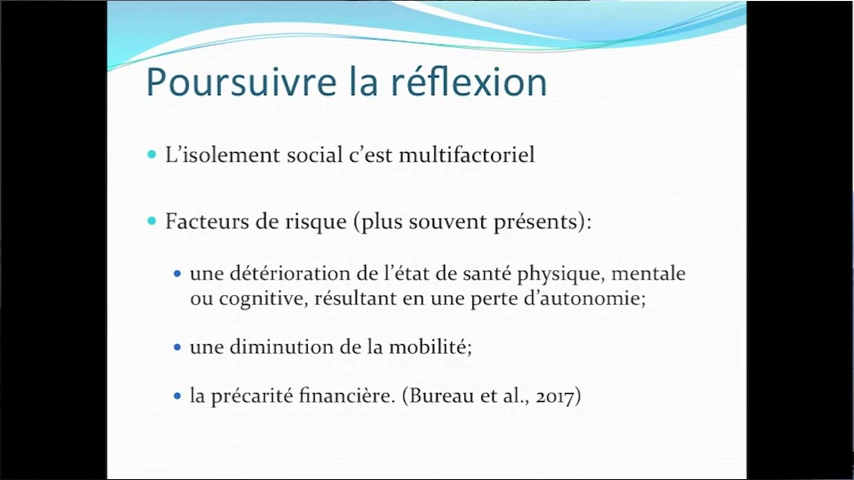 Poursuivre la réflexion
L'isolement social c'est multifactoriel
Facteurs de risque (plus souvent présents):
une détérioration de l'état de santé physique, mentale
ou cognitive, résultant en une perte d'autonomie;
une diminution de la mobilité;
la précarité financière. (Bureau et al., 2017)